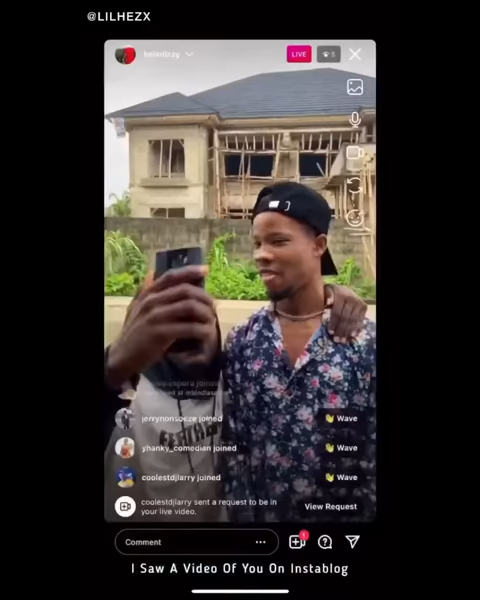 @LILHEZX
LIVE
jerrynonsoeze joined
Wave
yhanky_comedian joined
Wave
coolestdjlarry joined
Wave
coolestdjlarry sent a request to be in
your live video.
View Request
Comment
1
I Saw A Video Of You On Instablog